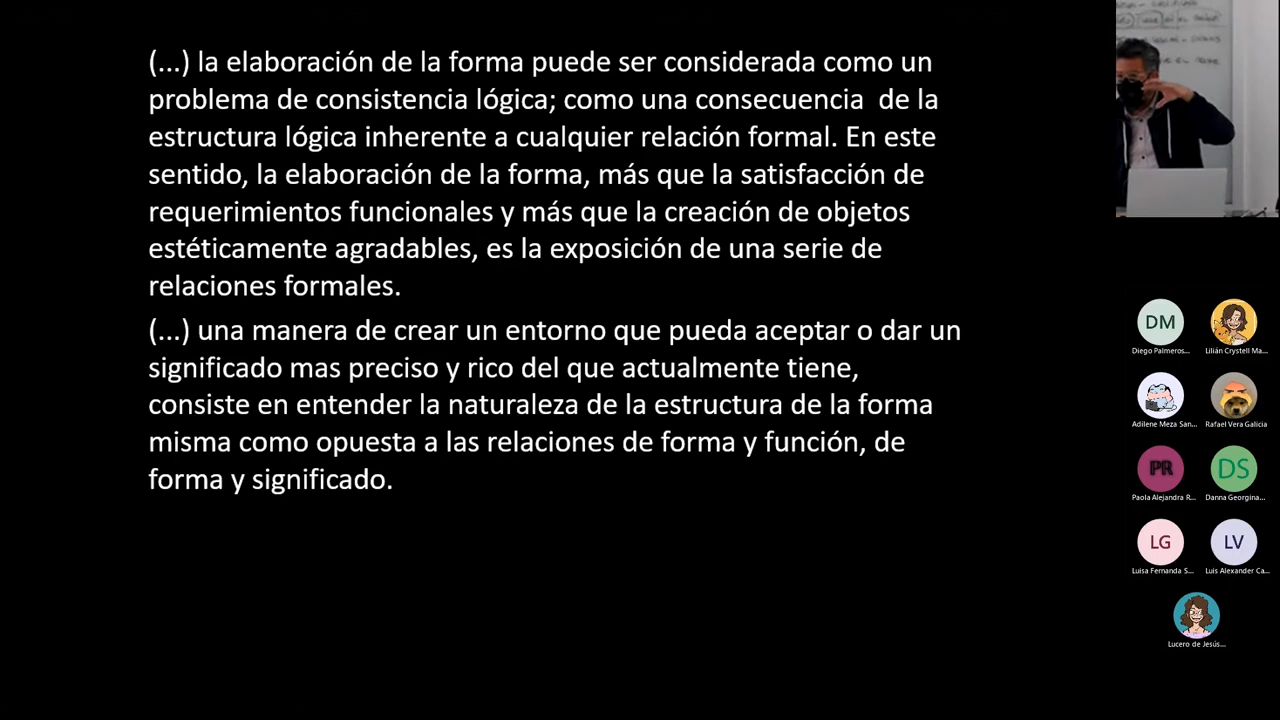 (...) la elaboración de la forma puede ser considerada como un
problema de consistencia lógica; como una consecuencia  de la
estructura lógica inherente a cualquier relación formal. En este
sentido, la elaboración de la forma, más que la satisfacción de
requerimientos funcionales y más que la creación de objetos
estéticamente agradables, es la exposición de una serie de
relaciones formales.
(...) una manera de crear un entorno que pueda aceptar o dar un
significado mas preciso y rico del que actualmente tiene,
consiste en entender la naturaleza de la estructura de la forma
misma como opuesta a las relaciones de forma y función, de
forma y significado.
DM
Diego Palmeros...
Lilián Crystell Ma...
Adilene Meza San...
Rafael Vera Galicia
PR
Paola Alejandra R...
DS
Danna Georgina...
LG
Luisa Fernanda S...
LV
Luis Alexander Ca...
Lucero de Jesús...